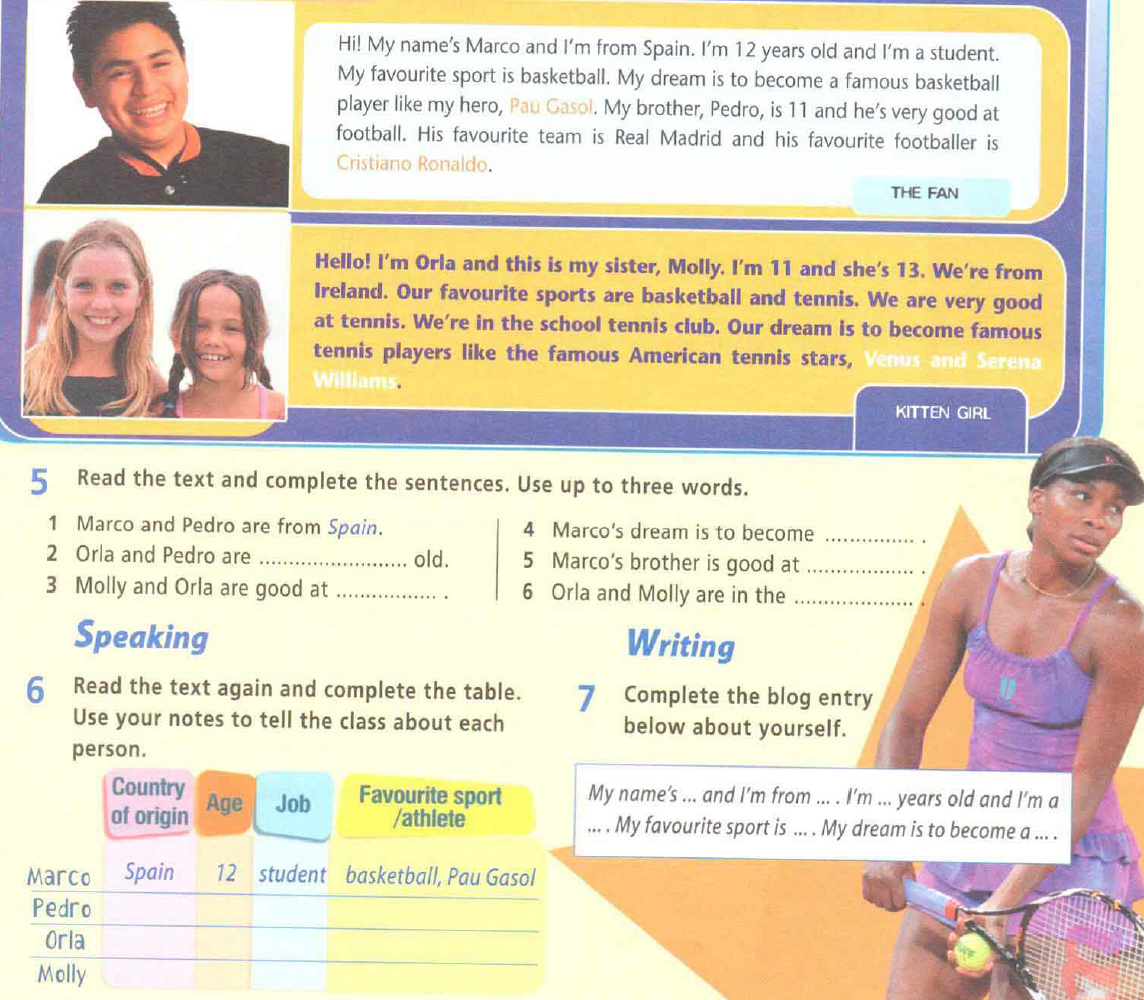 Hi! My name's Marco and I'm from Spain. I'm 12 years old and I'm a student.
My favourite sport is basketball. My dream is to become a famous basketball
player like my hero, Pau Gasol. My brother, Pedro, is 11 and he's very good at
football. His favourite team is Real Madrid and his favourite footballer is
Cristiano Ronaldo.
THE FAN
Hello! I'm Orla and this is my sister, Molly. I'm 11 and she's 13. We're from
Ireland. Our favourite sports are basketball and tennis. We are very good
at tennis. We're in the school tennis club. Our dream is to become famous
tennis players like the famous American tennis stars, Venus and Serena
Williams.
KITTEN GIRL
5 Read the text and complete the sentences. Use up to three words.
1 Marco and Pedro are from Spain.
2 Orla and Pedro are ......................... old.
3 Molly and Orla are good at ................. .
4 Marco's dream is to become ............... .
5 Marco's brother is good at .................. .
6 Orla and Molly are in the .................... .
Speaking
6 Read the text again and complete the table.
Use your notes to tell the class about each
person.
Country
of origin
Age
Job
Favourite sport
/athlete
Marco Spain 12 student basketball, Pau Gasol
Pedro
Orla
Molly
Writing
7 Complete the blog entry
below about yourself.
My name's ... and I'm from ... . I'm ... years old and I'm a
... . My favourite sport is ... . My dream is to become a ... .